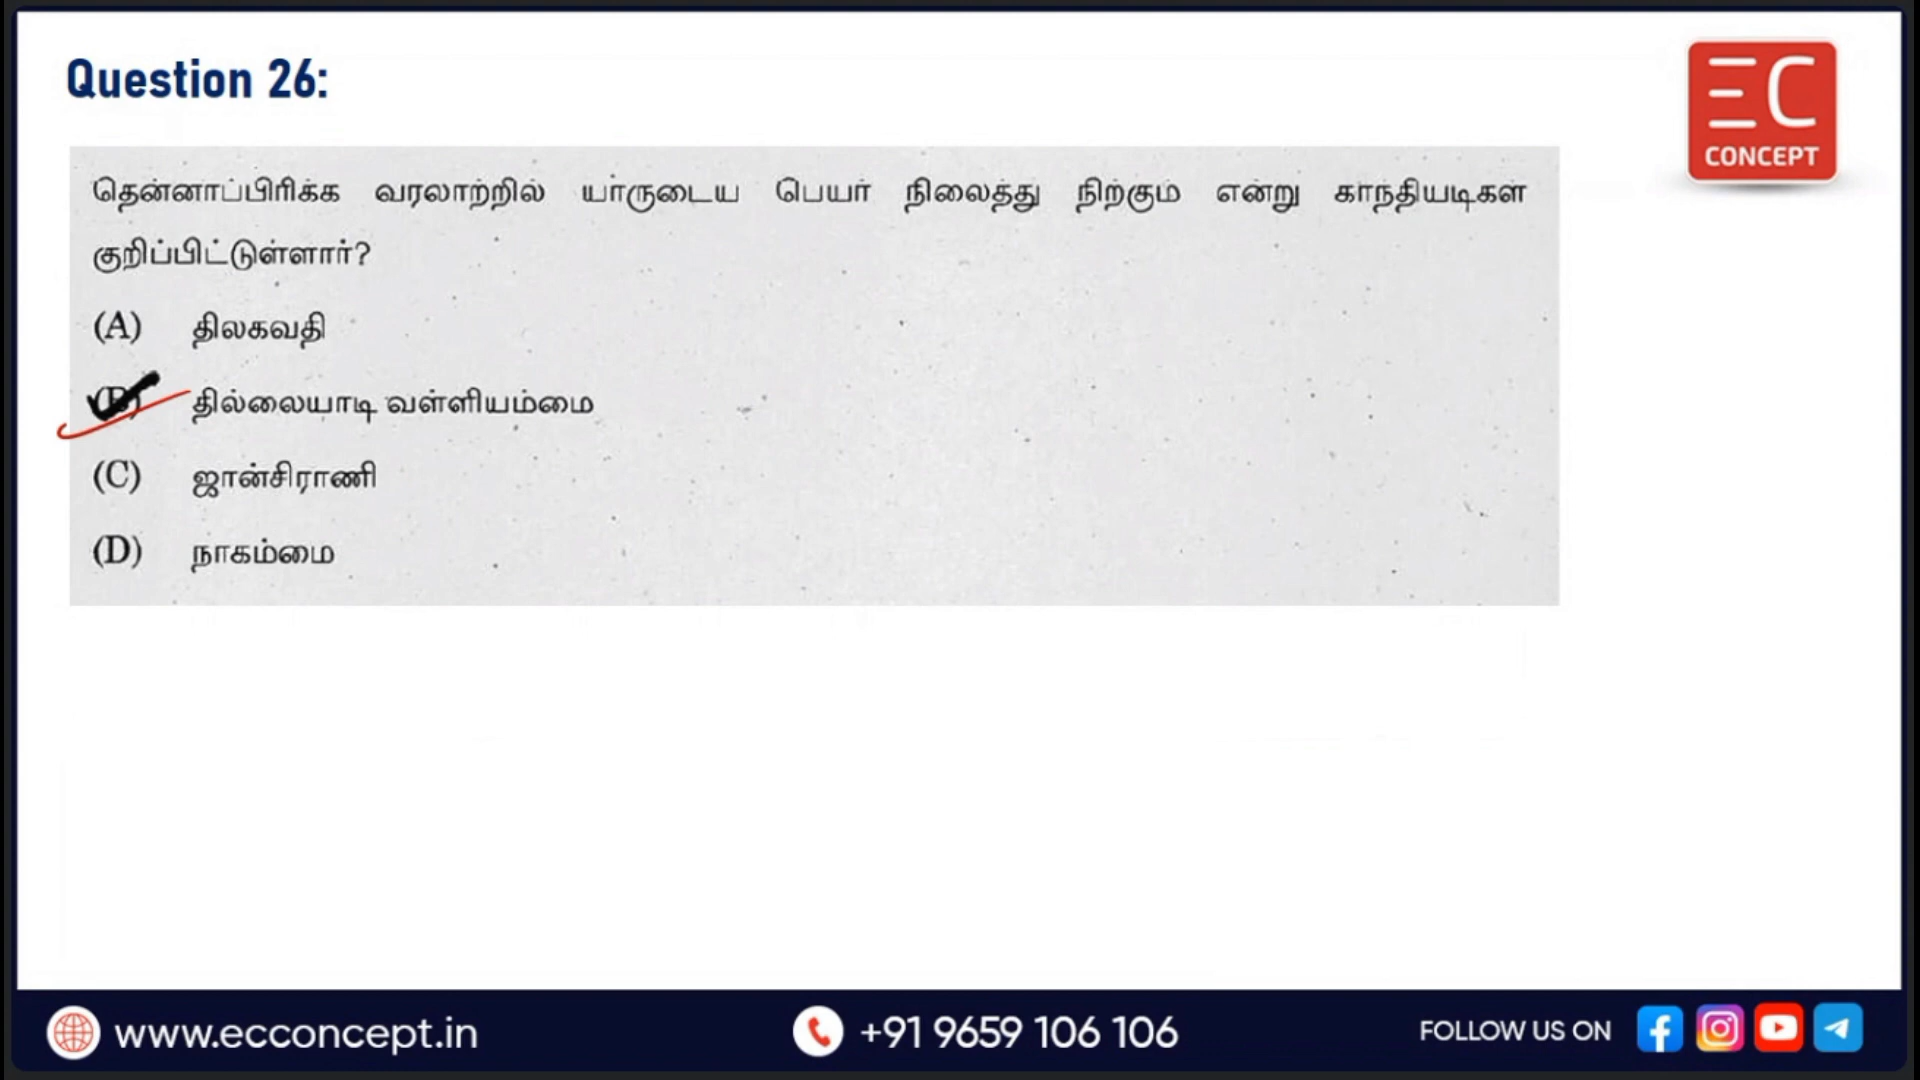 Question 26:
EC
CONCEPT
தென்னாப்பிரிக்க வரலாற்றில் யாருடைய பெயர் நிலைத்து நிற்கும் என்று காந்தியடிகள்
குறிப்பிட்டுள்ளார்?
(A) திலகவதி
(B) தில்லையாடி வள்ளியம்மை
(C) ஜான்சிராணி
(D) நாகம்மை
www.ecconcept.in +91 9659 106 106 FOLLOW US ON